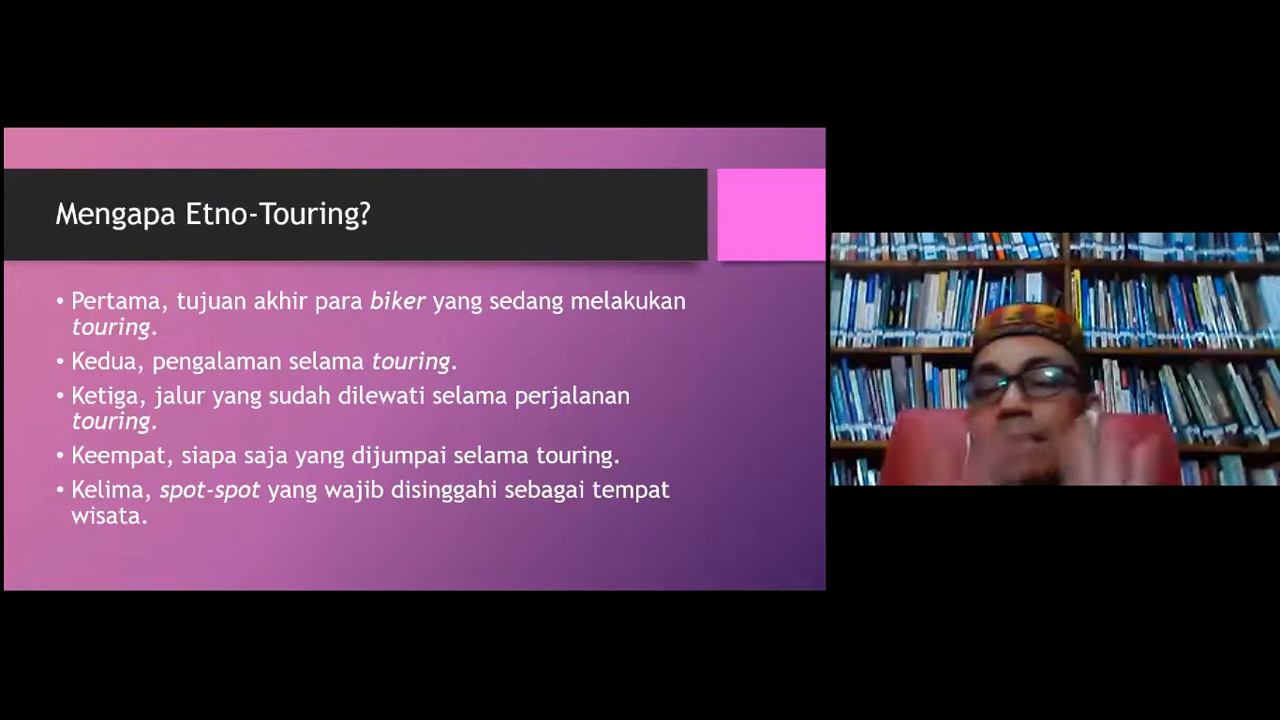 Mengapa Etno-Touring?
• Pertama, tujuan akhir para biker yang sedang melakukan
touring.
• Kedua, pengalaman selama touring.
• Ketiga, jalur yang sudah dilewati selama perjalanan
touring.
• Keempat, siapa saja yang dijumpai selama touring.
• Kelima, spot-spot yang wajib disinggahi sebagai tempat
wisata.